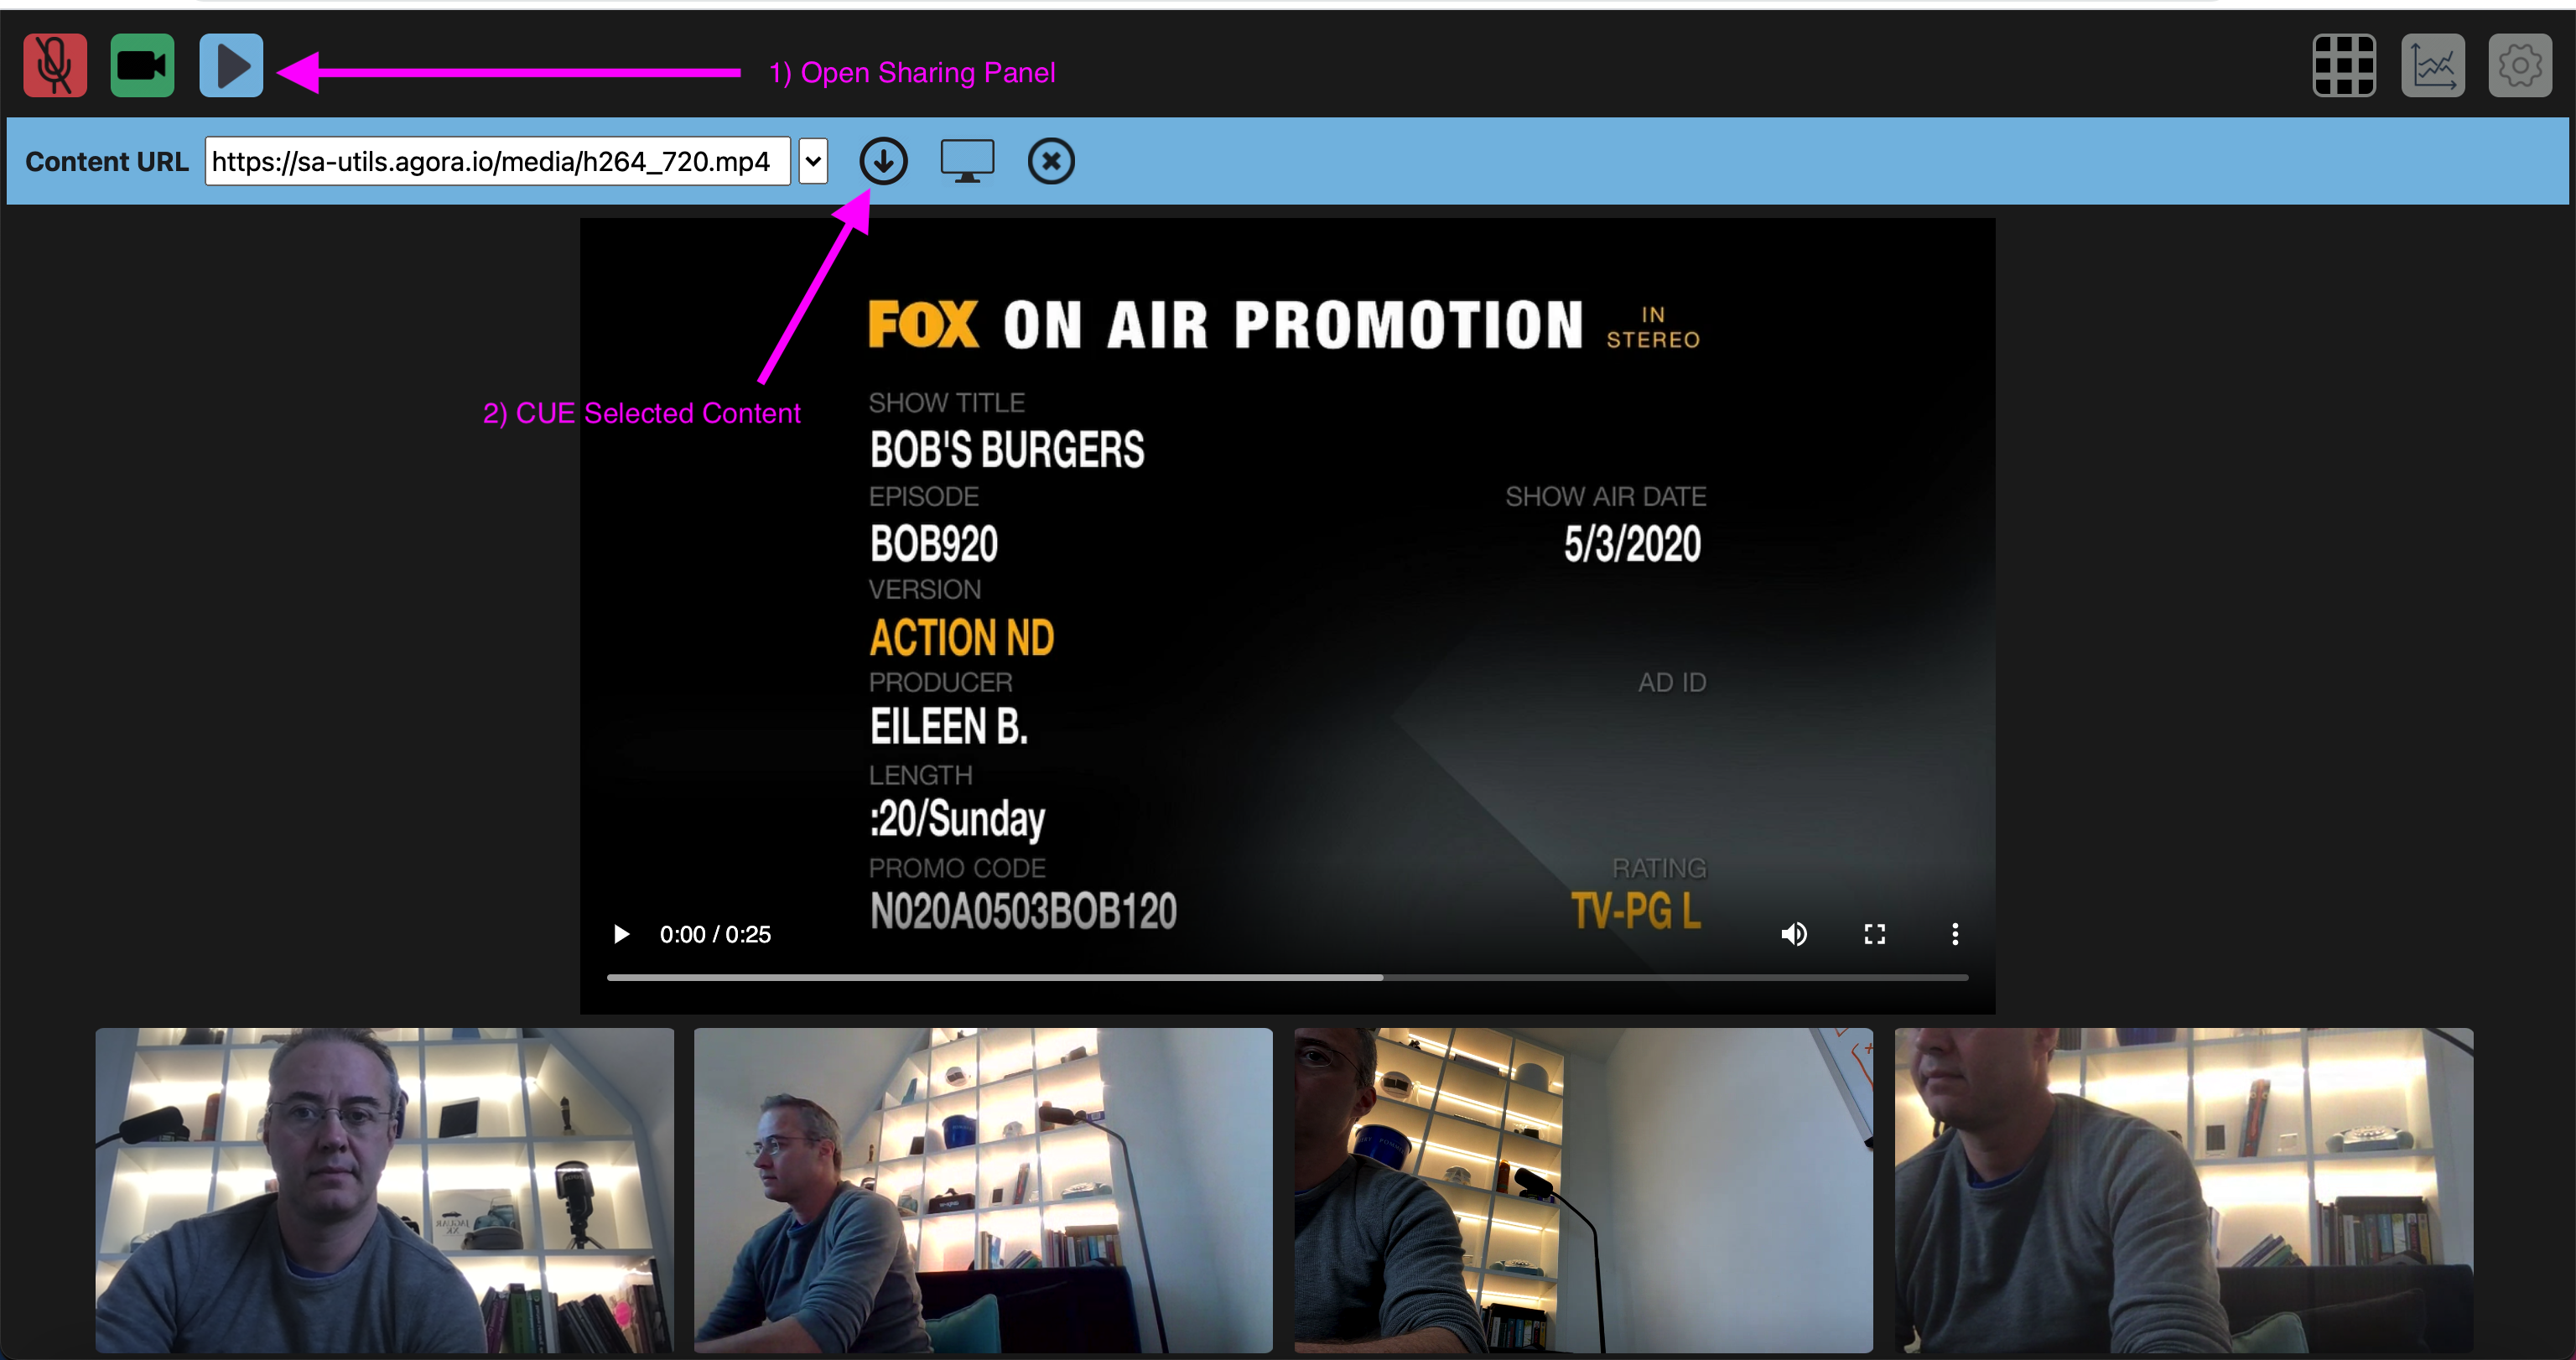 1) Open Sharing Panel
Content URL https://sa-utils.agora.io/media/h264_720.mp4
2) CUE Selected Content
FOX ON AIR PROMOTION IN STEREO
SHOW TITLE
BOB'S BURGERS
EPISODE SHOW AIR DATE
BOB920 5/3/2020
VERSION
ACTION ND
PRODUCER AD ID
EILEEN B.
LENGTH
:20/Sunday
PROMO CODE RATING
N020A0503BOB120 TV-PG L
0:00 / 0:25
JAGUAR
XK